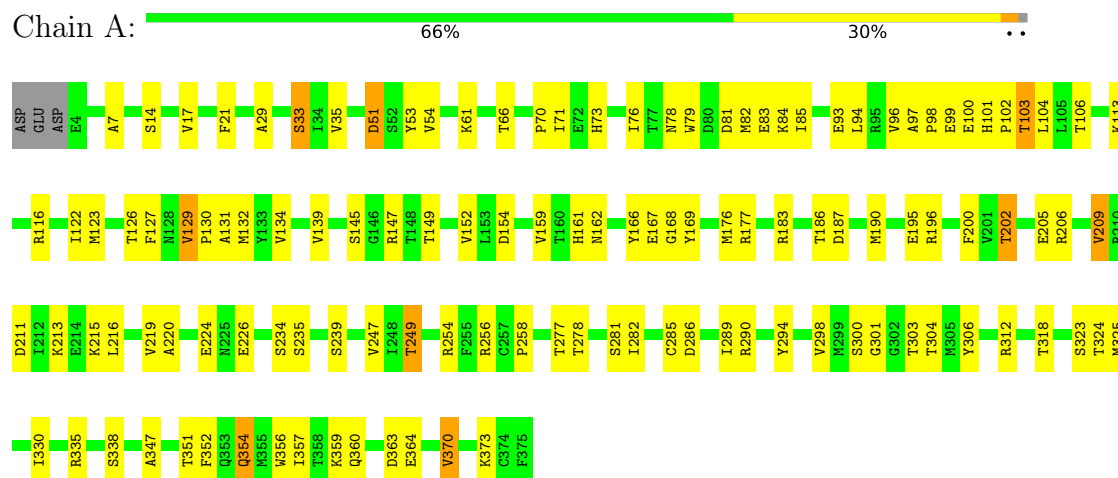 Chain A:
66% 30% ••
ASP GLU ASP E4 A7 S14 V17 F21 A29 S33 I34 V35 D51 S52 Y53 V54 K61 T66 P70 I71 E72 H73 I76 T77 N78 W79 D80 D81 M82 E83 K84 I85 E93 L94 R95 V96 A97 P98 E99 E100 H101 P102 T103 L104 L105 T106 K113
R116 I122 M123 T126 F127 N128 V129 P130 A131 M132 Y133 V134 V139 S145 G146 R147 T148 T149 V152 L153 D154 V159 T160 H161 N162 Y166 E167 G168 Y169 M176 R177 R183 T186 D187 M190 E195 R196 F200 V201 T202 E205 R206 V209 R210
D211 I212 K213 E214 K215 L216 V219 A220 E224 N225 E226 S234 S235 S239 V247 I248 T249 R254 F255 R256 C257 P258 T277 T278 S281 I282 C285 D286 I289 R290 Y294 V298 M299 S300 G301 G302 T303 T304 M305 Y306 R312 T318 S323 T324 M325
I330 R335 S338 A347 T351 F352 Q353 Q354 M355 W356 I357 T358 K359 Q360 D363 E364 V370 K373 C374 F375